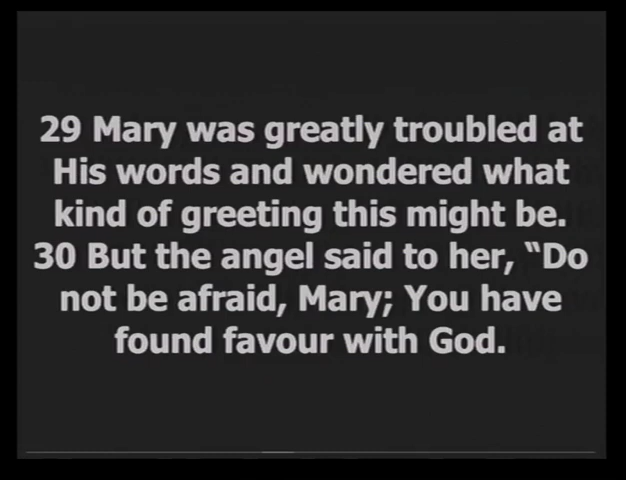 29 Mary was greatly troubled at
His words and wondered what
kind of greeting this might be.
30 But the angel said to her, “Do
not be afraid, Mary; You have
found favour with God.